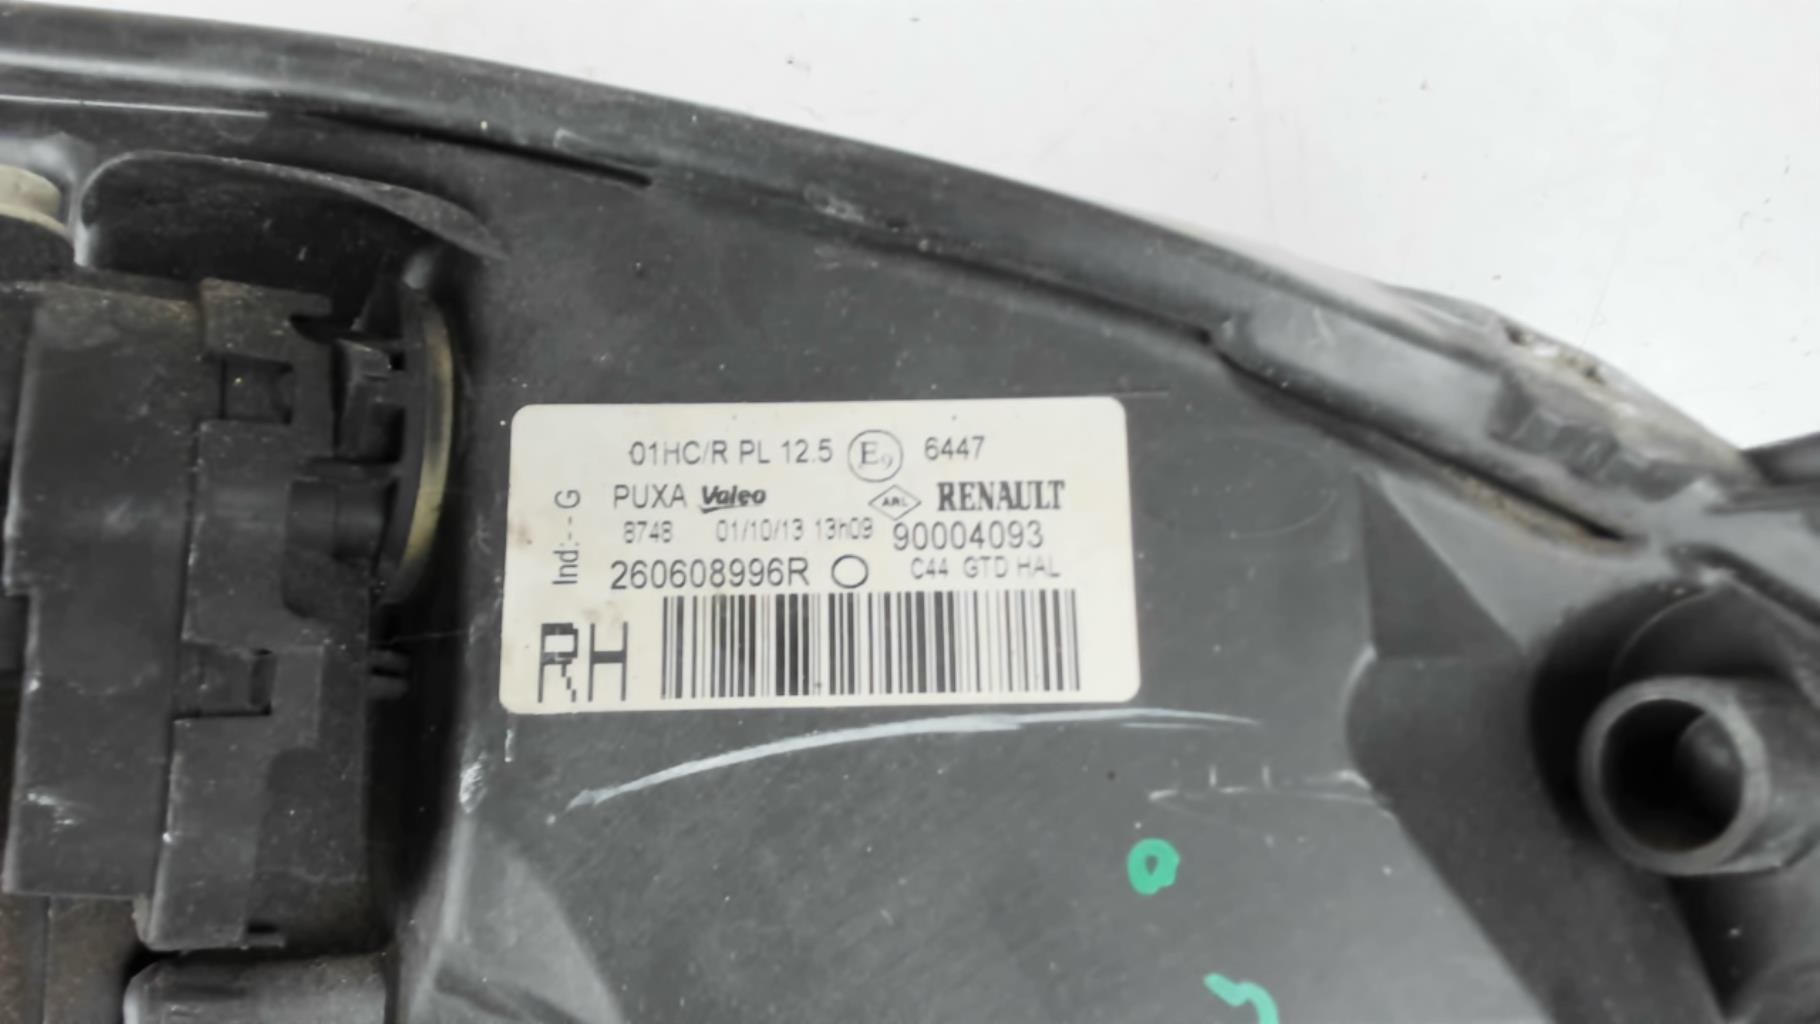 01HC/R PL 12.5 E9 6447
Ind:--G
PUXA Valeo ARL RENAULT
8748 01/10/13 13h09 90004093
260608996R C44 GTD HAL
RH